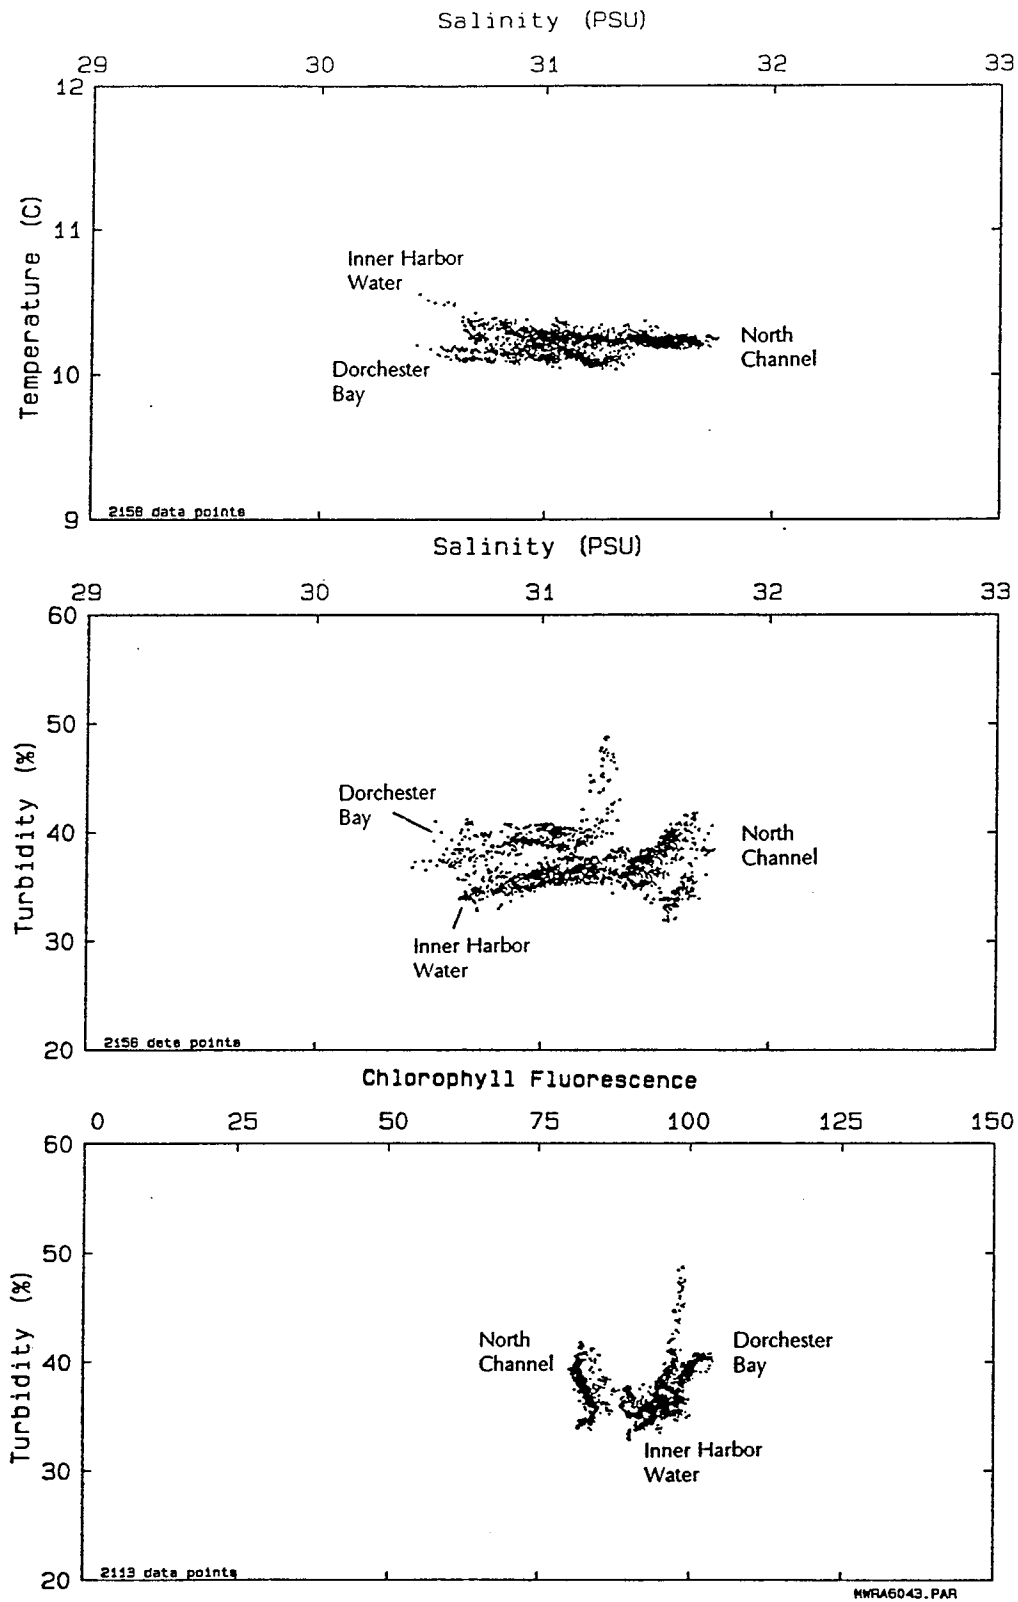 Salinity (PSU)
29 30 31 32 33
12
11
10
9
Temperature (C)
Inner Harbor
Water
Dorchester
Bay
North
Channel
2158 data points
Salinity (PSU)
29 30 31 32 33
60
50
40
30
20
Turbidity (%)
Dorchester
Bay
North
Channel
Inner Harbor
Water
2156 data points
Chlorophyll Fluorescence
0 25 50 75 100 125 150
60
50
40
30
20
Turbidity (%)
North
Channel
Dorchester
Bay
Inner Harbor
Water
2113 data points
MWRA6043.PAR